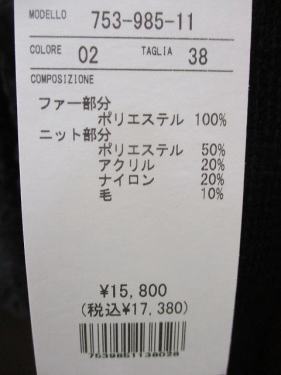 MODELLO 753-985-11
COLORE 02 TAGLIA 38
COMPOSIZIONE
ファー部分
ポリエステル 100%
ニット部分
ポリエステル 50%
アクリル 20%
ナイロン 20%
毛 10%
¥15,800
(税込¥17,380)
7539851138028